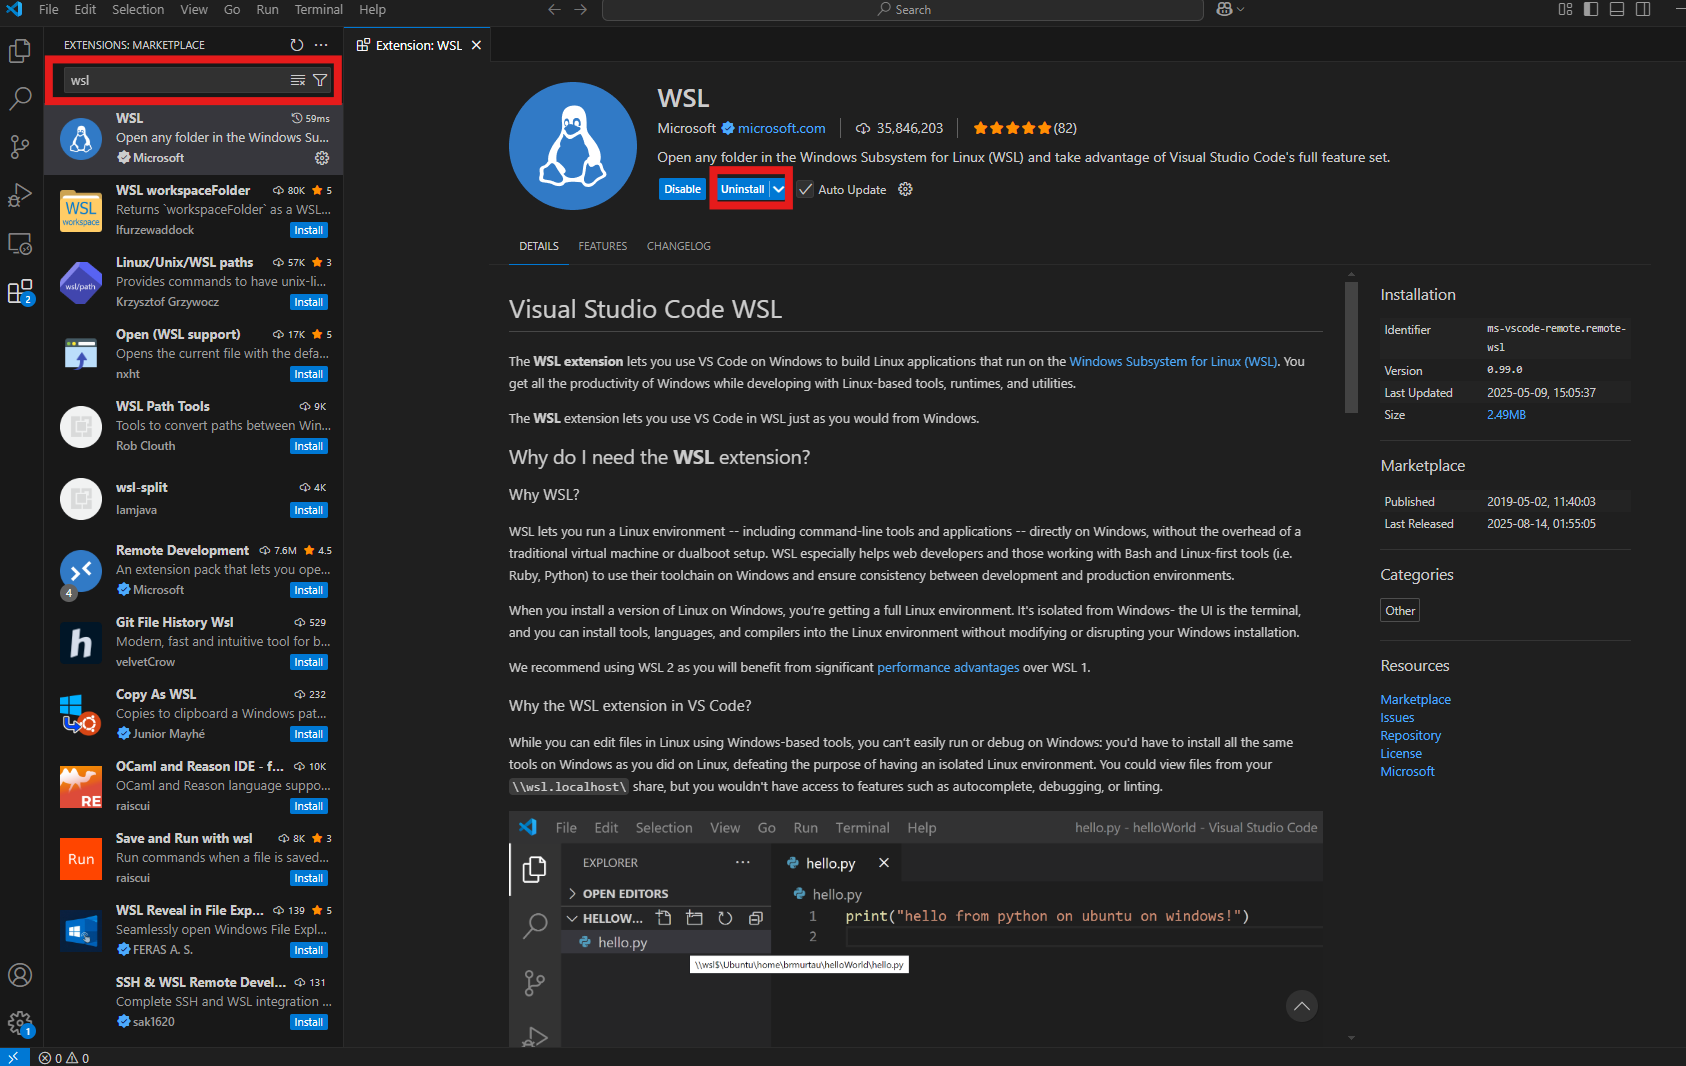 File Edit Selection View Go Run Terminal Help
Search
EXTENSIONS: MARKETPLACE
wsl
WSL 59ms
Open any folder in the Windows Su...
Microsoft
WSL workspaceFolder 80K 5
Returns `workspaceFolder` as a WSL...
lfurzewaddock Install
WSL
workspace
Linux/Unix/WSL paths 57K 3
Provides commands to have unix-li...
Krzysztof Grzywocz Install
wsl/path
Open (WSL support) 17K 5
Opens the current file with the defa...
nxht Install
WSL Path Tools 9K
Tools to convert paths between Win...
Rob Clouth Install
wsl-split 4K
Iamjava Install
Remote Development 7.6M 4.5
An extension pack that lets you ope...
Microsoft Install
4
Git File History Wsl 529
Modern, fast and intuitive tool for b...
velvetCrow Install
h
Copy As WSL 232
Copies to clipboard a Windows pat...
Junior Mayhé Install
OCaml and Reason IDE - f... 10K
OCaml and Reason language suppo...
raiscui Install
RE
Save and Run with wsl 8K 3
Run commands when a file is saved...
raiscui Install
Run
WSL Reveal in File Exp... 139 5
Seamlessly open Windows File Expl...
FERAS A. S. Install
SSH & WSL Remote Devel... 131
Complete SSH and WSL integration ...
sak1620 Install
2
1
0 0
Extension: WSL
WSL
Microsoft microsoft.com 35,846,203 (82)
Open any folder in the Windows Subsystem for Linux (WSL) and take advantage of Visual Studio Code's full feature set.
Disable Uninstall Auto Update
DETAILS FEATURES CHANGELOG
Visual Studio Code WSL
The WSL extension lets you use VS Code on Windows to build Linux applications that run on the Windows Subsystem for Linux (WSL). You
get all the productivity of Windows while developing with Linux-based tools, runtimes, and utilities.
The WSL extension lets you use VS Code in WSL just as you would from Windows.
Why do I need the WSL extension?
Why WSL?
WSL lets you run a Linux environment -- including command-line tools and applications -- directly on Windows, without the overhead of a
traditional virtual machine or dualboot setup. WSL especially helps web developers and those working with Bash and Linux-first tools (i.e.
Ruby, Python) to use their toolchain on Windows and ensure consistency between development and production environments.
When you install a version of Linux on Windows, you're getting a full Linux environment. It's isolated from Windows- the UI is the terminal,
and you can install tools, languages, and compilers into the Linux environment without modifying or disrupting your Windows installation.
We recommend using WSL 2 as you will benefit from significant performance advantages over WSL 1.
Why the WSL extension in VS Code?
While you can edit files in Linux using Windows-based tools, you can't easily run or debug on Windows: you'd have to install all the same
tools on Windows as you did on Linux, defeating the purpose of having an isolated Linux environment. You could view files from your
\\wsl.localhost\ share, but you wouldn't have access to features such as autocomplete, debugging, or linting.
File Edit Selection View Go Run Terminal Help hello.py - helloWorld - Visual Studio Code
EXPLORER ...
OPEN EDITORS
HELLOW...
hello.py
\\wsl$\Ubuntu\home\brmurtau\helloWorld\hello.py
hello.py
hello.py
1 print("hello from python on ubuntu on windows!")
2
Installation
Identifier ms-vscode-remote.remote-
wsl
Version 0.99.0
Last Updated 2025-05-09, 15:05:37
Size 2.49MB
Marketplace
Published 2019-05-02, 11:40:03
Last Released 2025-08-14, 01:55:05
Categories
Other
Resources
Marketplace
Issues
Repository
License
Microsoft